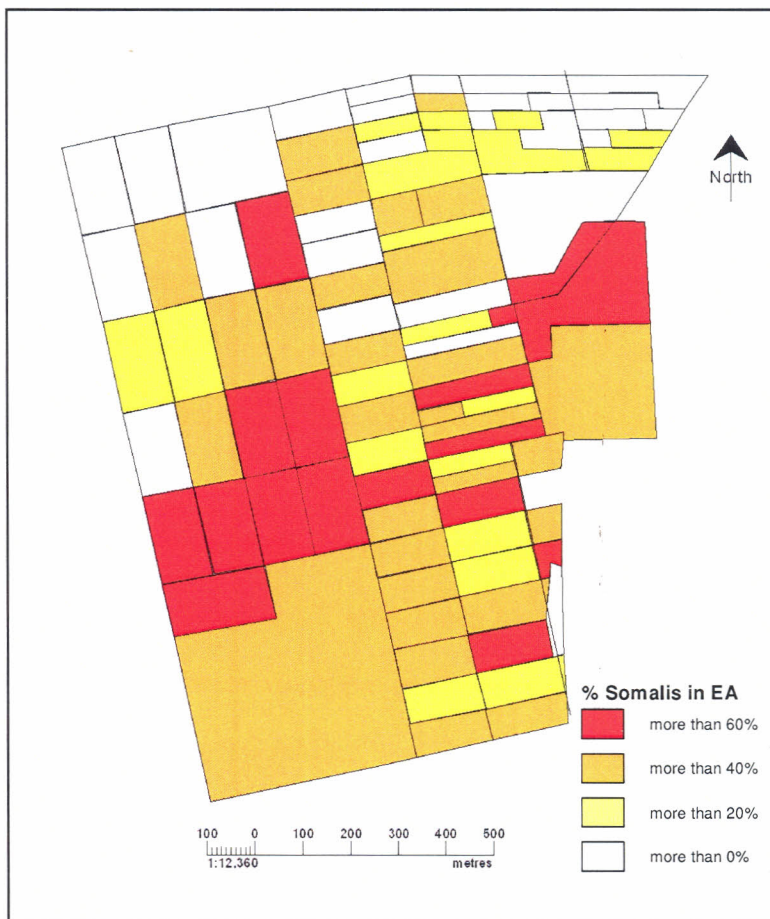 North
% Somalis in EA
more than 60%
more than 40%
more than 20%
more than 0%
100 0 100 200 300 400 500
1:12.360 metres